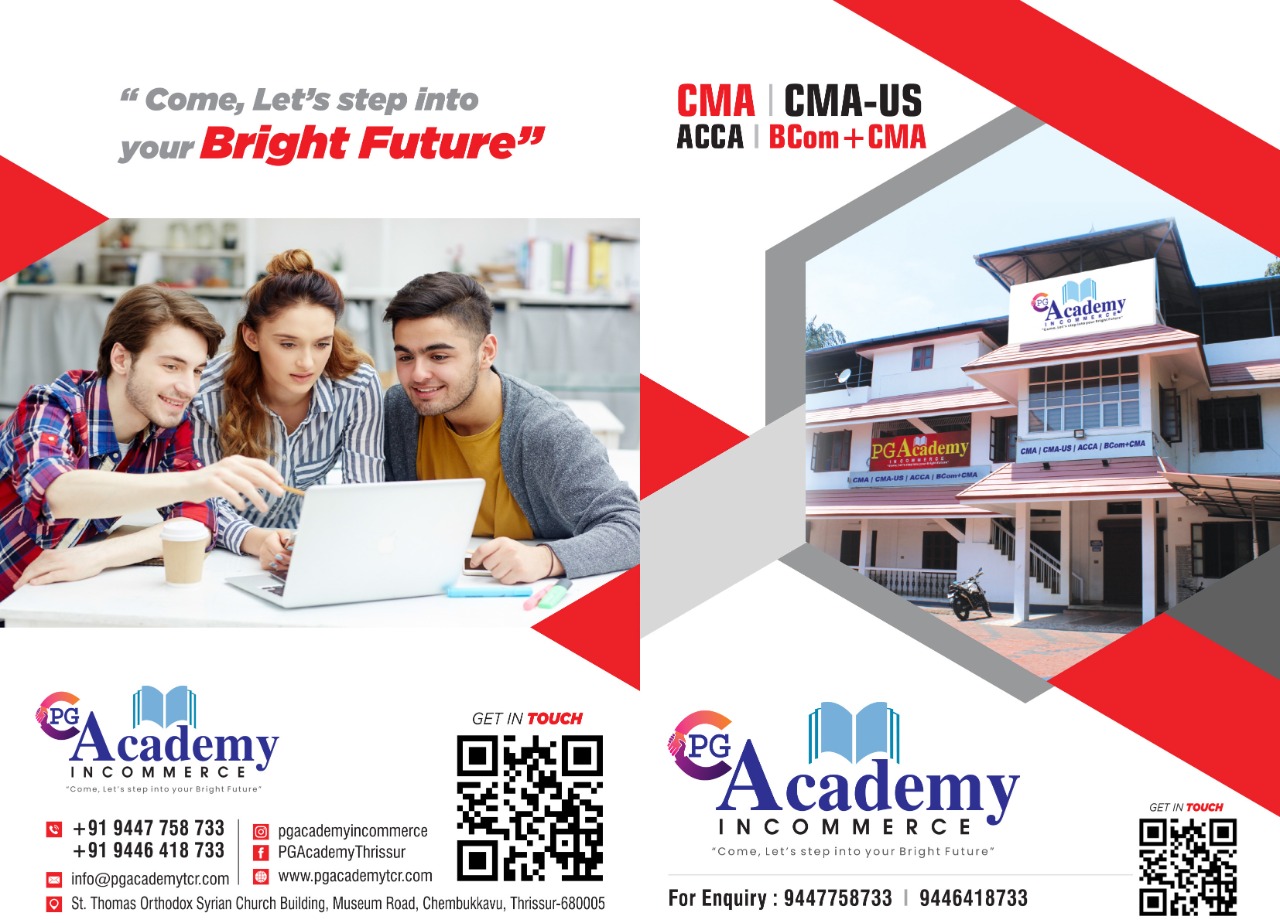 “ Come, Let's step into
your Bright Future”
PG
Academy
INCOMMERCE
“Come, Let's step into your Bright Future”
GET IN TOUCH
+91 9447 758 733
+91 9446 418 733
info@pgacademytcr.com
pgacademyincommerce
PGAcademyThrissur
www.pgacademytcr.com
St. Thomas Orthodox Syrian Church Building, Museum Road, Chembukkavu, Thrissur-680005
CMA | CMA-US
ACCA | BCom+CMA
PG
Academy
INCOMMERCE
"Come, Let's step into your Bright Future"
PG Academy
IN COMMERCE
CMA | CMA-US | ACCA | BCom+CMA
CMA | CMA-US | ACCA | BCom+CMA
PG
Academy
INCOMMERCE
“Come, Let's step into your Bright Future”
GET IN TOUCH
For Enquiry : 9447758733 | 9446418733